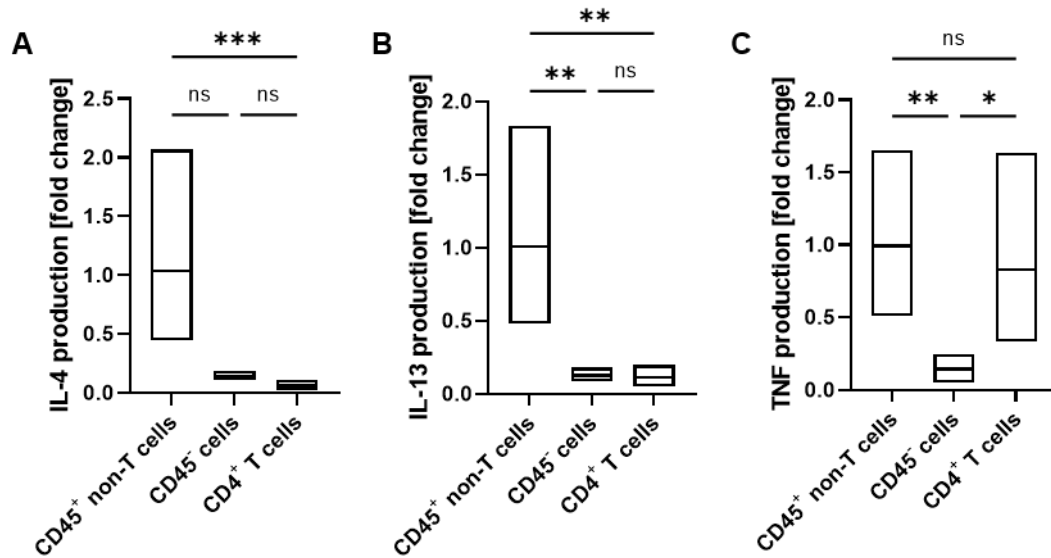 A
***
ns ns
IL-4 production [fold change]
2.5
2.0
1.5
1.0
0.5
0.0
CD45⁺ non-T cells
CD45⁻ cells
CD4⁺ T cells
B
**
** ns
IL-13 production [fold change]
2.0
1.5
1.0
0.5
0.0
CD45⁺ non-T cells
CD45⁻ cells
CD4⁺ T cells
C
ns
** *
TNF production [fold change]
2.0
1.5
1.0
0.5
0.0
CD45⁺ non-T cells
CD45⁻ cells
CD4⁺ T cells